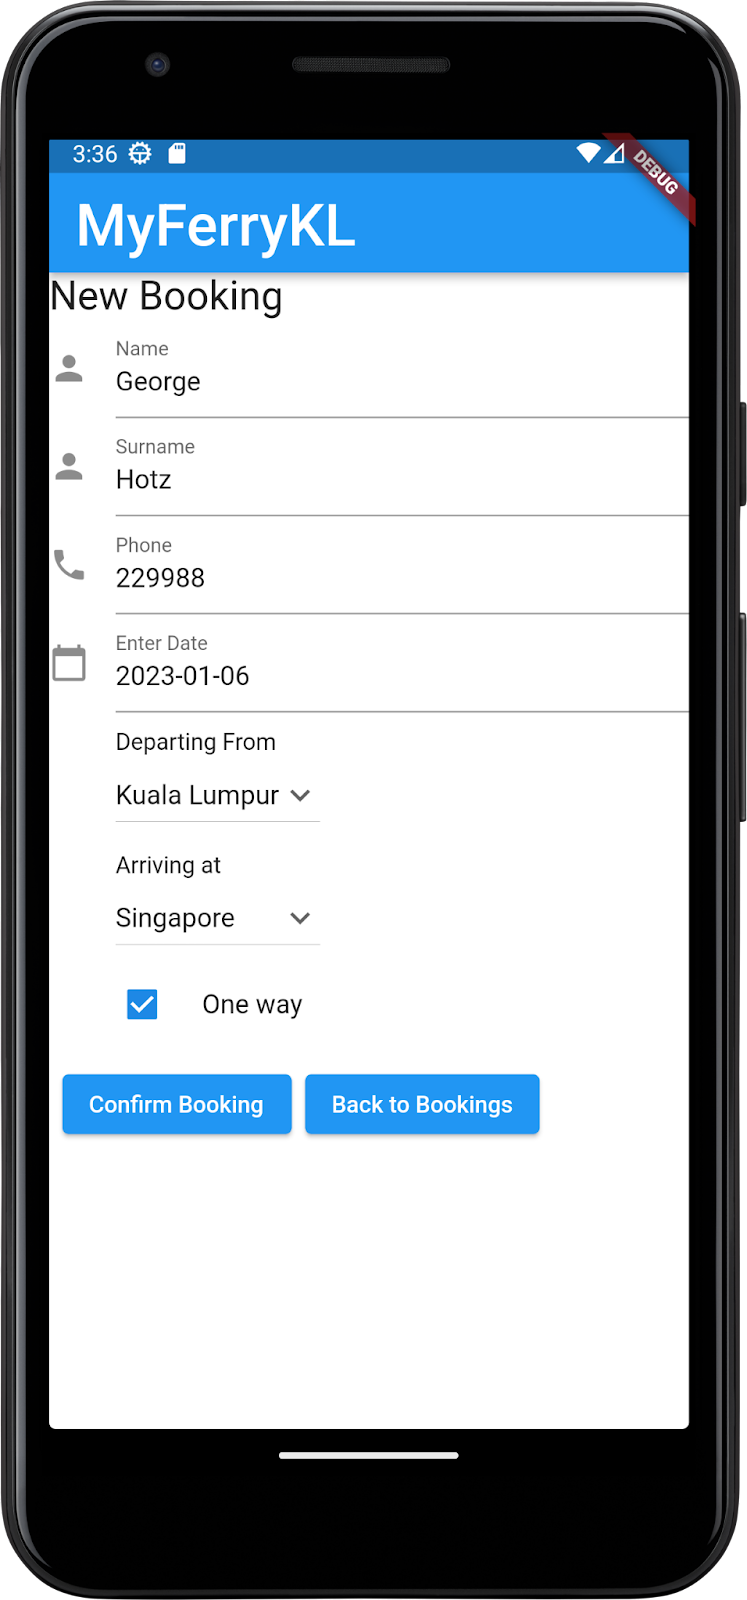 3:36
DEBUG
MyFerryKL
New Booking
Name
George
Surname
Hotz
Phone
229988
Enter Date
2023-01-06
Departing From
Kuala Lumpur
Arriving at
Singapore
One way
Confirm Booking Back to Bookings